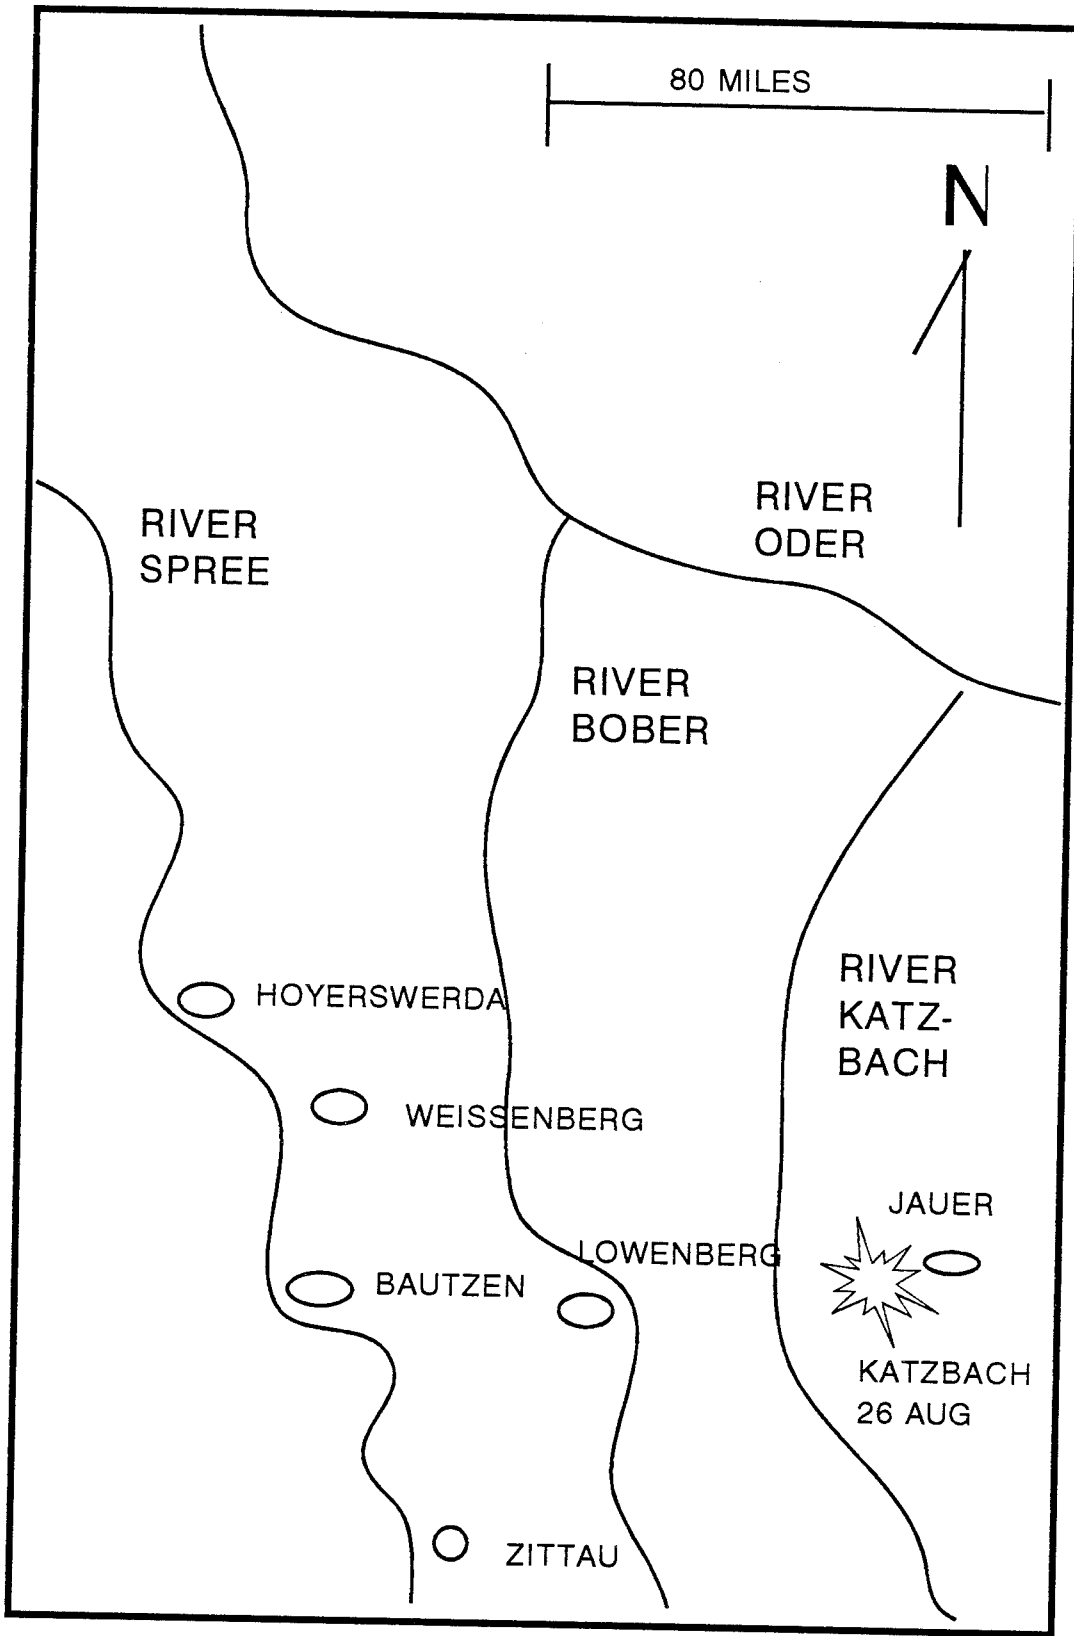 80 MILES
N
RIVER
ODER
RIVER
SPREE
RIVER
BOBER
RIVER
KATZ-
BACH
HOYERSWERDA
WEISSENBERG
JAUER
LOWENBERG
BAUTZEN
KATZBACH
26 AUG
ZITTAU